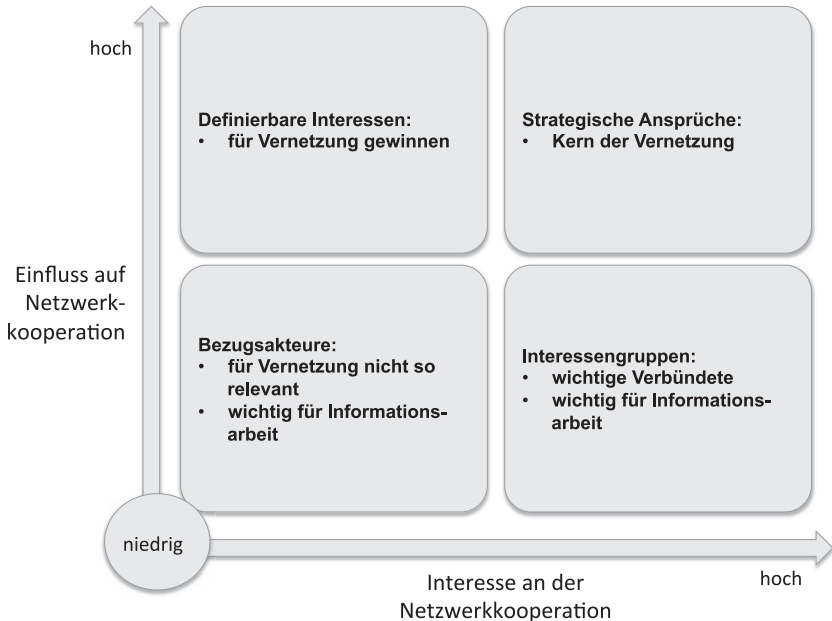 hoch
Definierbare Interessen:
• für Vernetzung gewinnen
Strategische Ansprüche:
• Kern der Vernetzung
Einfluss auf
Netzwerk-
kooperation
Bezugsakteure:
• für Vernetzung nicht so
relevant
• wichtig für Informations-
arbeit
Interessengruppen:
• wichtige Verbündete
• wichtig für Informations-
arbeit
niedrig
Interesse an der
Netzwerkkooperation
hoch